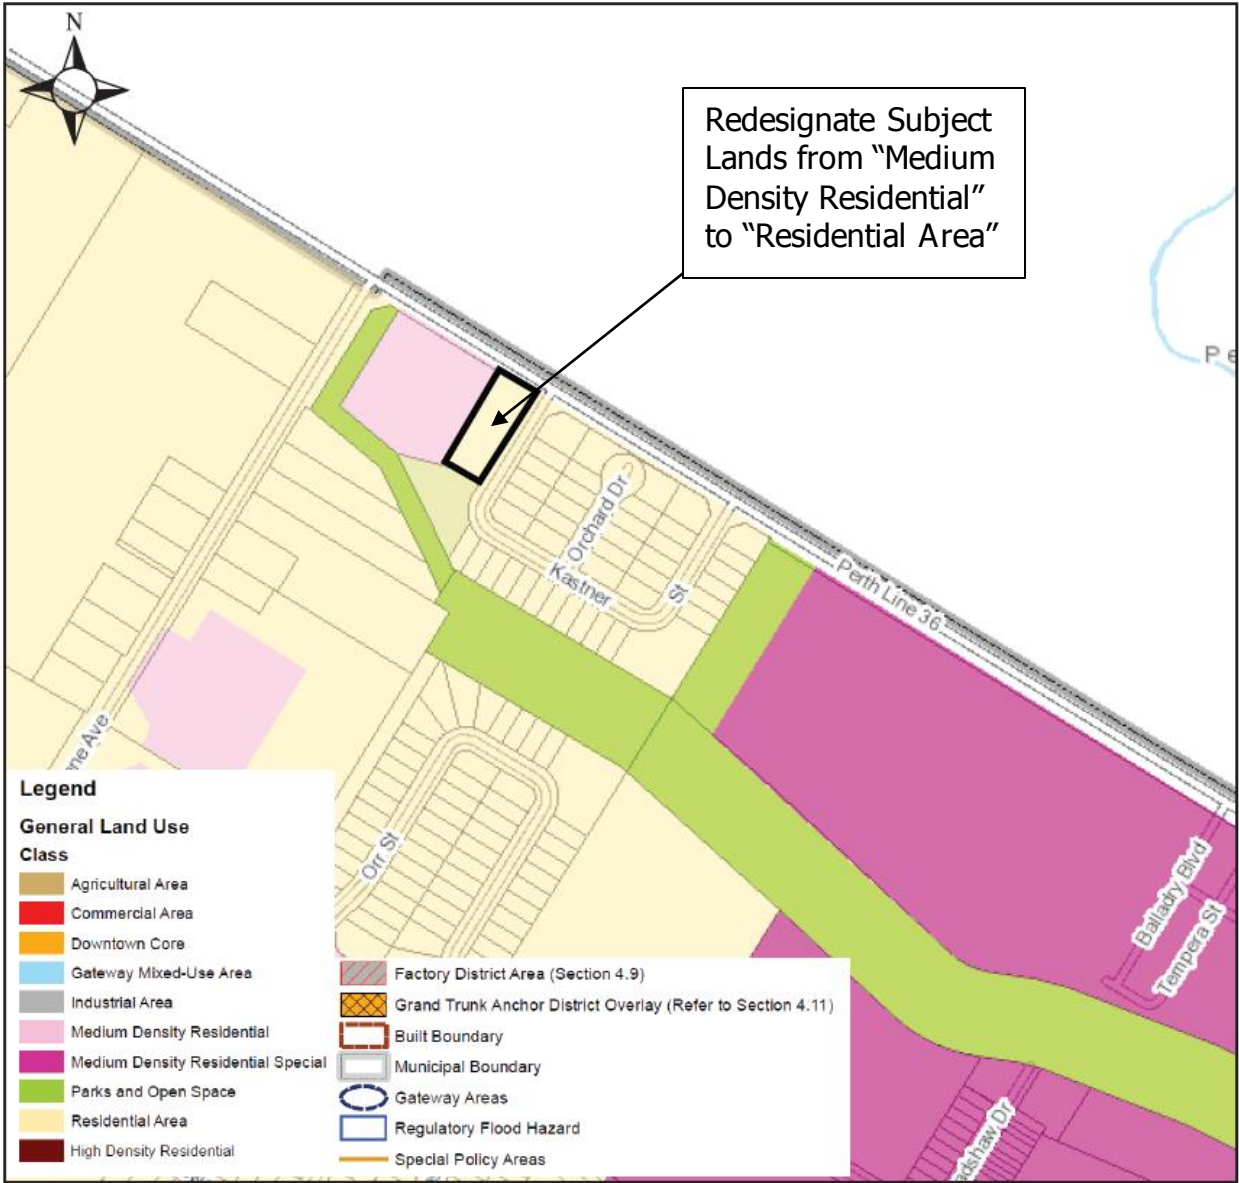 N
Redesignate Subject
Lands from “Medium
Density Residential”
to “Residential Area”
Orchard Dr
Kastner
St
Perth Line 36
Orr St
Balladry Blvd
Tempera St
Legend
General Land Use
Class
Agricultural Area
Commercial Area
Downtown Core
Gateway Mixed-Use Area
Industrial Area
Medium Density Residential
Medium Density Residential Special
Parks and Open Space
Residential Area
High Density Residential
Factory District Area (Section 4.9)
Grand Trunk Anchor District Overlay (Refer to Section 4.11)
Built Boundary
Municipal Boundary
Gateway Areas
Regulatory Flood Hazard
Special Policy Areas
ne Ave
adshaw Dr
P e